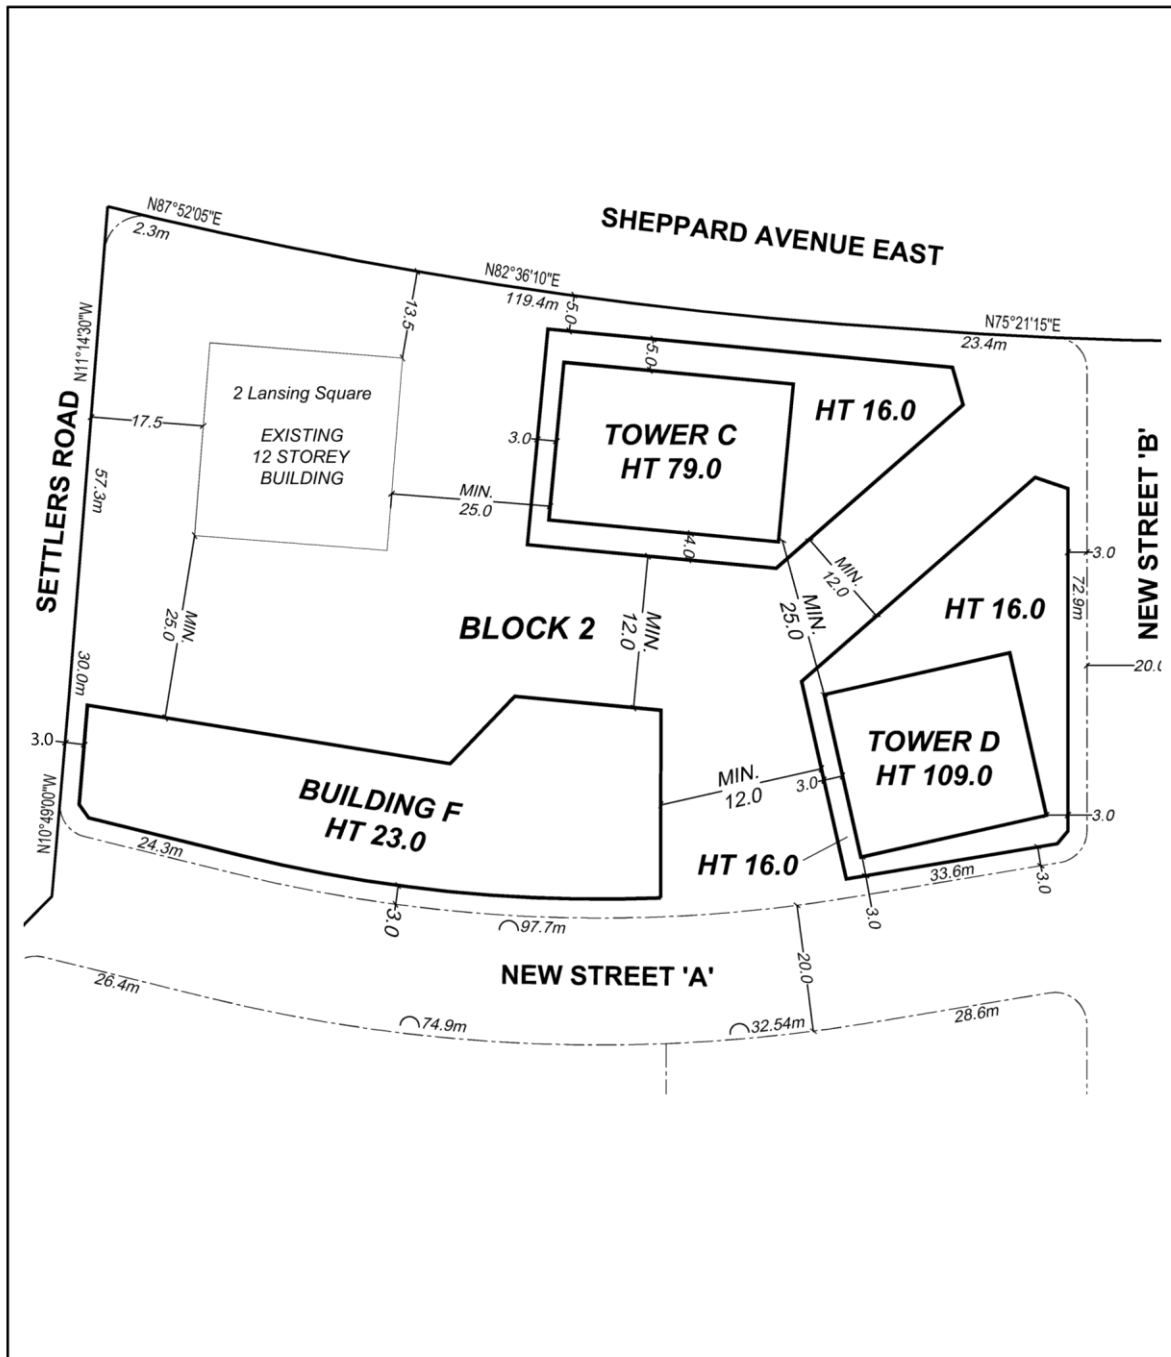 SHEPPARD AVENUE EAST
N87°52'05"E
2.3m
N82°36'10"E
119.4m
N75°21'15"E
23.4m
13.5
5.0
5.0
N11°14'30"W
SETTLERS ROAD
57.3m
17.5
2 Lansing Square
EXISTING
12 STOREY
BUILDING
3.0
TOWER C
HT 79.0
HT 16.0
MIN.
25.0
4.0
NEW STREET 'B'
3.0
72.9m
20.0
MIN.
12.0
MIN.
25.0
HT 16.0
MIN.
25.0
BLOCK 2
MIN.
12.0
30.0m
3.0
N10°49'00"W
BUILDING F
HT 23.0
MIN.
12.0
3.0
TOWER D
HT 109.0
3.0
HT 16.0
33.6m
3.0
3.0
24.3m
3.0
97.7m
NEW STREET 'A'
20.0
26.4m
74.9m
32.54m
28.6m